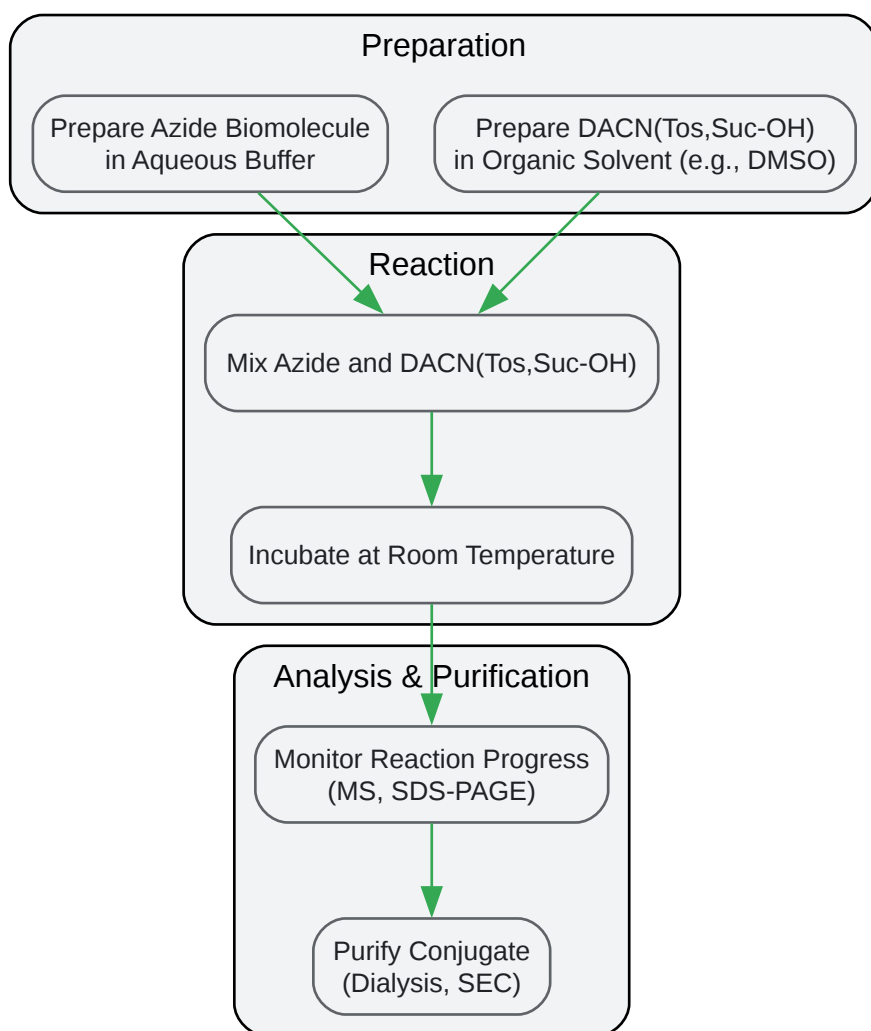 Preparation
Prepare Azide Biomolecule
in Aqueous Buffer
Prepare DACN(Tos,Suc-OH)
in Organic Solvent (e.g., DMSO)
Reaction
Mix Azide and DACN(Tos,Suc-OH)
Incubate at Room Temperature
Analysis & Purification
Monitor Reaction Progress
(MS, SDS-PAGE)
Purify Conjugate
(Dialysis, SEC)